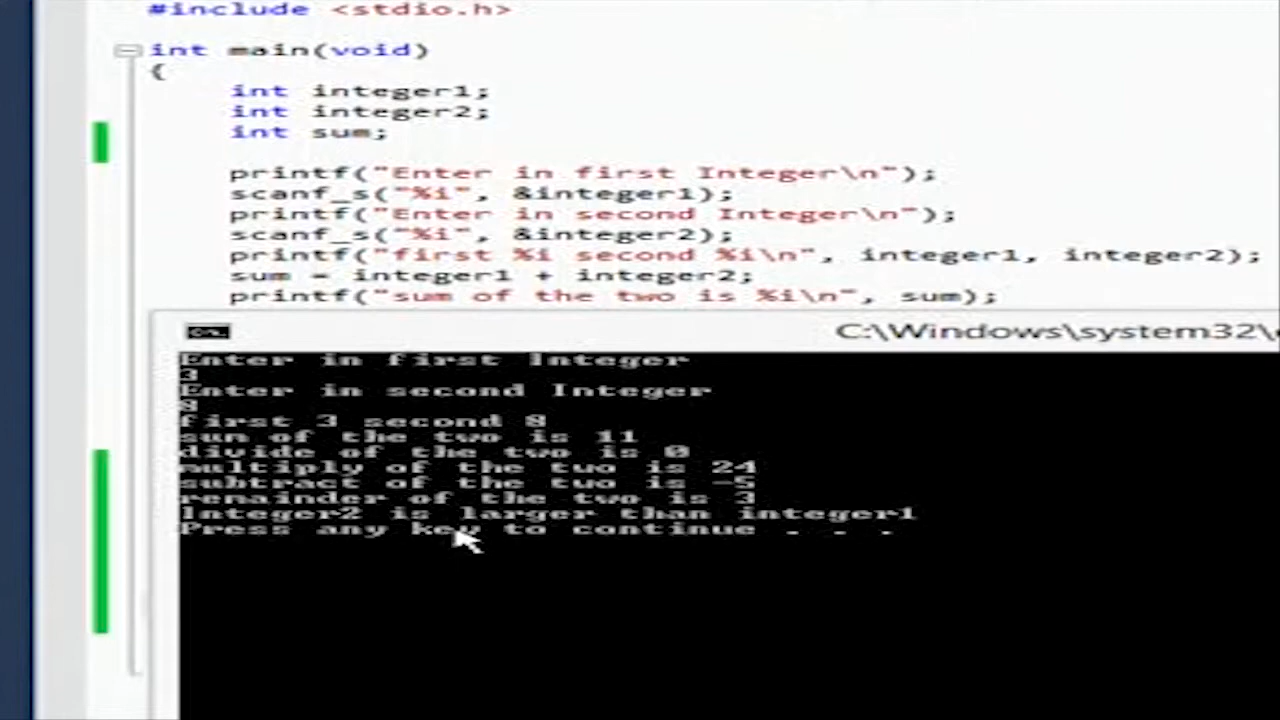 #include <stdio.h>
int main(void)
{
int integer1;
int integer2;
int sum;
printf("Enter in first Integer\n");
scanf_s("%i", &integer1);
printf("Enter in second Integer\n");
scanf_s("%i", &integer2);
printf("first %i second %i\n", integer1, integer2);
sum = integer1 + integer2;
printf("sum of the two is %i\n", sum);
C:\Windows\system32\
Enter in first Integer
3
Enter in second Integer
8
first 3 second 8
sum of the two is 11
divide of the two is 0
multiply of the two is 24
subtract of the two is -5
remainder of the two is 3
Integer2 is larger than integer1
Press any key to continue . . .